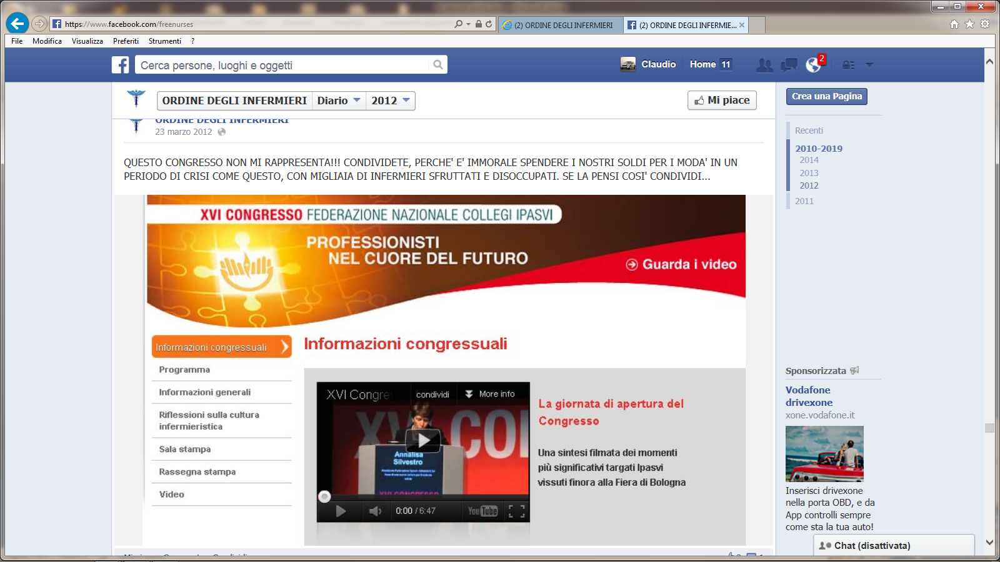 https://www.facebook.com/freenurses
(2) ORDINE DEGLI INFERMIERI
(2) ORDINE DEGLI INFERMIE...
File Modifica Visualizza Preferiti Strumenti ?
Cerca persone, luoghi e oggetti
Claudio
Home 11
2
ORDINE DEGLI INFERMIERI
Diario
2012
Mi piace
Crea una Pagina
ORDINE DEGLI INFERMIERI
23 marzo 2012
QUESTO CONGRESSO NON MI RAPPRESENTA!!! CONDIVIDETE, PERCHE' E' IMMORALE SPENDERE I NOSTRI SOLDI PER I MODA' IN UN
PERIODO DI CRISI COME QUESTO, CON MIGLIAIA DI INFERMIERI SFRUTTATI E DISOCCUPATI. SE LA PENSI COSI' CONDIVIDI...
XVI CONGRESSO FEDERAZIONE NAZIONALE COLLEGI IPASVI
PROFESSIONISTI
NEL CUORE DEL FUTURO
Guarda i video
Informazioni congressuali
Programma
Informazioni generali
Riflessioni sulla cultura
infermieristica
Sala stampa
Rassegna stampa
Video
Informazioni congressuali
XVI Congre
condividi
More info
XVI CON
Annalisa
Silvestro
XVI CONGRESSO
0:00 / 6:47
YouTube
La giornata di apertura del
Congresso
Una sintesi filmata dei momenti
più significativi targati Ipasvi
vissuti finora alla Fiera di Bologna
Recenti
2010-2019
2014
2013
2012
2011
Sponsorizzata
Vodafone
drivexone
xone.vodafone.it
Inserisci drivexone
nella porta OBD, e da
App controlli sempre
come sta la tua auto!
Chat (disattivata)